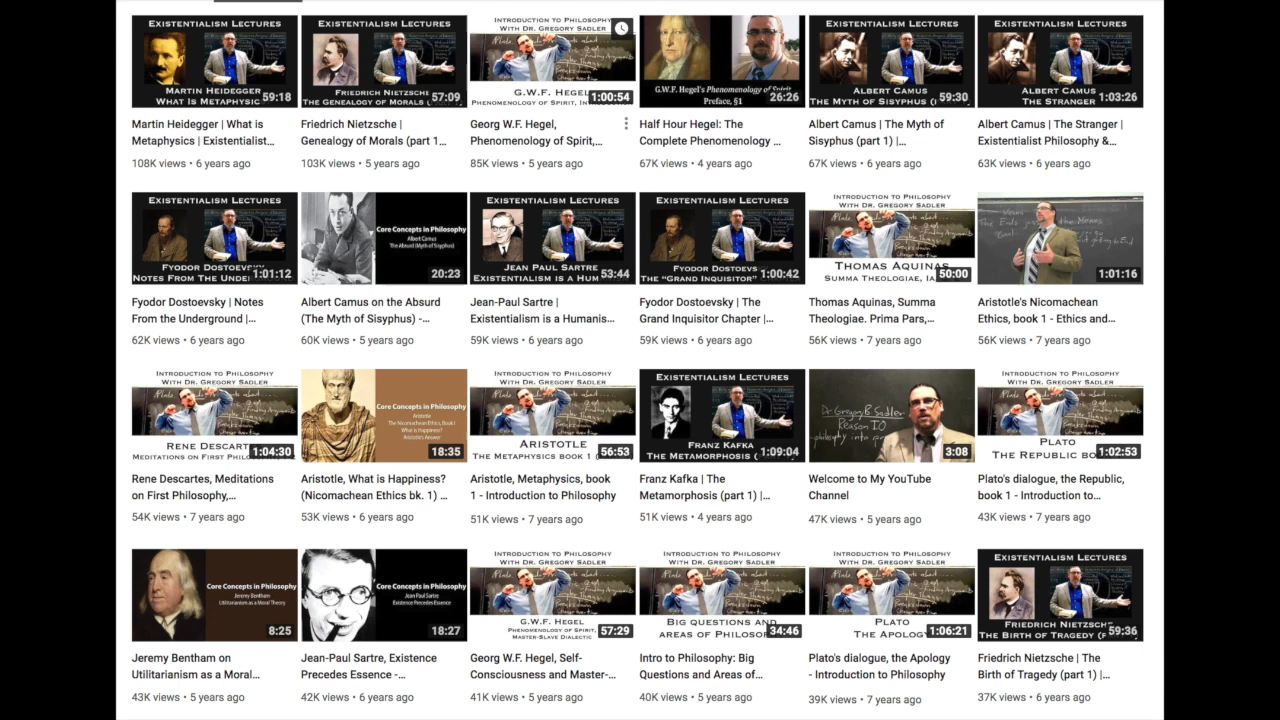 EXISTENTIALISM LECTURES
MARTIN HEIDEGGER
WHAT IS METAPHYSIC
59:18
Martin Heidegger | What is
Metaphysics | Existentialist...
108K views • 6 years ago
EXISTENTIALISM LECTURES
FRIEDRICH NIETZSCHE
THE GENEALOGY OF MORALS (
57:09
Friedrich Nietzsche |
Genealogy of Morals (part 1...
103K views • 5 years ago
INTRODUCTION TO PHILOSOPHY
WITH DR. GREGORY SADLER
G.W.F. HEGEL
PHENOMENOLOGY OF SPIRIT, IN
1:00:54
Georg W.F. Hegel,
Phenomenology of Spirit,...
85K views • 5 years ago
G.W.F. Hegel's Phenomenology of Spirit
Preface, §1
26:26
Half Hour Hegel: The
Complete Phenomenology ...
67K views • 4 years ago
EXISTENTIALISM LECTURES
ALBERT CAMUS
THE MYTH OF SISYPHUS (
59:30
Albert Camus | The Myth of
Sisyphus (part 1) |...
67K views • 6 years ago
EXISTENTIALISM LECTURES
ALBERT CAMUS
THE STRANGER
1:03:26
Albert Camus | The Stranger |
Existentialist Philosophy &...
63K views • 6 years ago
EXISTENTIALISM LECTURES
FYODOR DOSTOEVSK
NOTES FROM THE UNDE
1:01:12
Fyodor Dostoevsky | Notes
From the Underground |...
62K views • 6 years ago
Core Concepts in Philosophy
Albert Camus
The Absurd (Myth of Sisyphus)
20:23
Albert Camus on the Absurd
(The Myth of Sisyphus) -...
60K views • 5 years ago
EXISTENTIALISM LECTURES
JEAN PAUL SARTRE
EXISTENTIALISM IS A HUM
53:44
Jean-Paul Sartre |
Existentialism is a Humanis...
59K views • 6 years ago
EXISTENTIALISM LECTURES
FYODOR DOSTOEVS
THE "GRAND INQUISITOR"
1:00:42
Fyodor Dostoevsky | The
Grand Inquisitor Chapter |...
59K views • 6 years ago
INTRODUCTION TO PHILOSOPHY
WITH DR. GREGORY SADLER
THOMAS AQUINAS
SUMMA THEOLOGIAE, IA
50:00
Thomas Aquinas, Summa
Theologiae. Prima Pars,...
56K views • 7 years ago
1:01:16
Aristotle's Nicomachean
Ethics, book 1 - Ethics and...
56K views • 7 years ago
INTRODUCTION TO PHILOSOPHY
WITH DR. GREGORY SADLER
RENE DESCART
MEDITATIONS ON FIRST PHILO
1:04:30
Rene Descartes, Meditations
on First Philosophy,...
54K views • 7 years ago
Core Concepts in Philosophy
Aristotle
The Nicomachean Ethics, Book I
What is Happiness?
Aristotle's Answer
18:35
Aristotle, What is Happiness?
(Nicomachean Ethics bk. 1) ...
53K views • 6 years ago
INTRODUCTION TO PHILOSOPHY
WITH DR. GREGORY SADLER
ARISTOTLE
THE METAPHYSICS BOOK 1 (
56:53
Aristotle, Metaphysics, book
1 - Introduction to Philosophy
51K views • 7 years ago
EXISTENTIALISM LECTURES
FRANZ KAFKA
THE METAMORPHOSIS (
1:09:04
Franz Kafka | The
Metamorphosis (part 1) |...
51K views • 4 years ago
Dr Gregory B. Sadler
Reason IO
philosophy into pr
3:08
Welcome to My YouTube
Channel
47K views • 5 years ago
INTRODUCTION TO PHILOSOPHY
WITH DR. GREGORY SADLER
PLATO
THE REPUBLIC BO
1:02:53
Plato's dialogue, the Republic,
book 1 - Introduction to...
43K views • 7 years ago
Core Concepts in Philosophy
Jeremy Bentham
Utilitarianism as a Moral Theory
8:25
Jeremy Bentham on
Utilitarianism as a Moral...
43K views • 5 years ago
Core Concepts in Philosophy
Jean Paul Sartre
Existence Precedes Essence
18:27
Jean-Paul Sartre, Existence
Precedes Essence -...
42K views • 6 years ago
INTRODUCTION TO PHILOSOPHY
WITH DR. GREGORY SADLER
G.W.F. HEGEL
PHENOMENOLOGY OF SPIRIT,
MASTER-SLAVE DIALECTIC
57:29
Georg W.F. Hegel, Self-
Consciousness and Master-...
41K views • 5 years ago
INTRODUCTION TO PHILOSOPHY
WITH DR. GREGORY SADLER
BIG QUESTIONS AND
AREAS OF PHILOSO
34:46
Intro to Philosophy: Big
Questions and Areas of...
40K views • 5 years ago
INTRODUCTION TO PHILOSOPHY
WITH DR. GREGORY SADLER
PLATO
THE APOLOG
1:06:21
Plato's dialogue, the Apology
- Introduction to Philosophy
39K views • 7 years ago
EXISTENTIALISM LECTURES
FRIEDRICH NIETZSCHE
THE BIRTH OF TRAGEDY (P
59:36
Friedrich Nietzsche | The
Birth of Tragedy (part 1) |...
37K views • 6 years ago